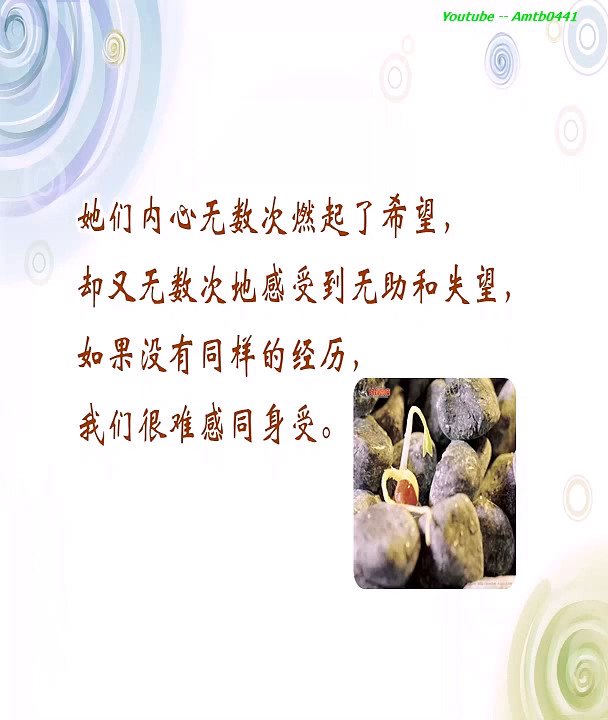 Youtube -- Amtb0441
她们内心无数次燃起了希望，
却又无数次地感受到无助和失望，
如果没有同样的经历，
我们很难感同身受。